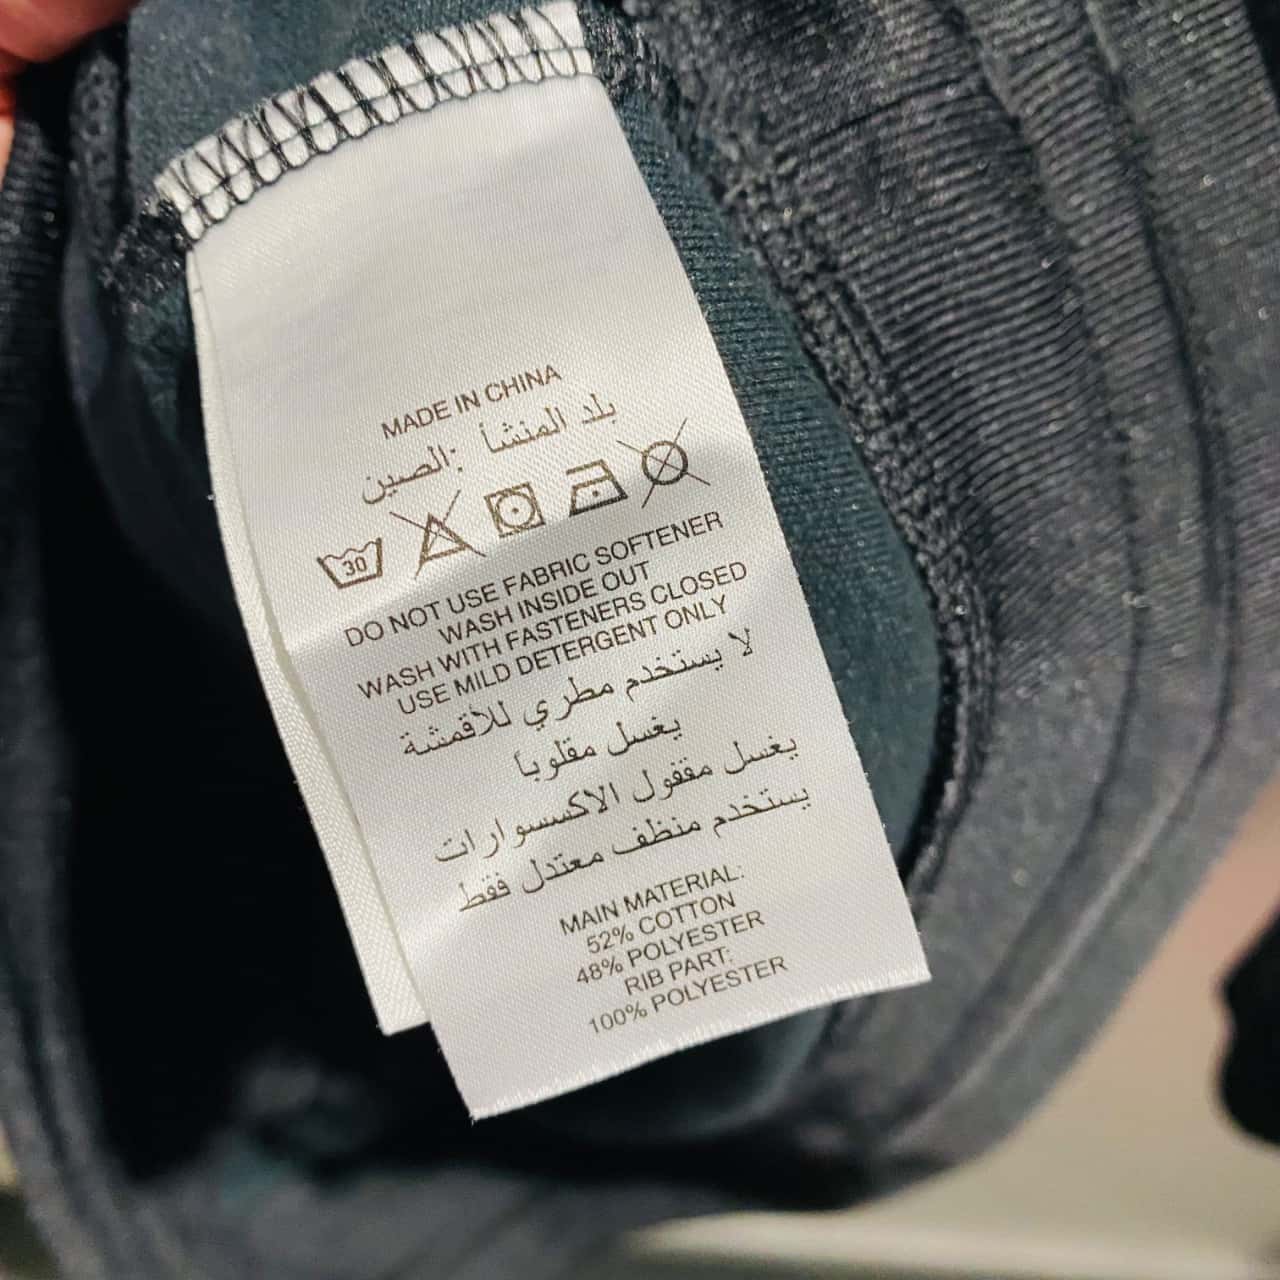 MADE IN CHINA
بلد المنشأ :الصين
30
DO NOT USE FABRIC SOFTENER
WASH INSIDE OUT
WASH WITH FASTENERS CLOSED
USE MILD DETERGENT ONLY
لا يستخدم مطري للاقمشة
يغسل مقلوبا
يغسل مقفول الاكسسوارات
يستخدم منظف معتدل فقط
MAIN MATERIAL:
52% COTTON
48% POLYESTER
RIB PART:
100% POLYESTER